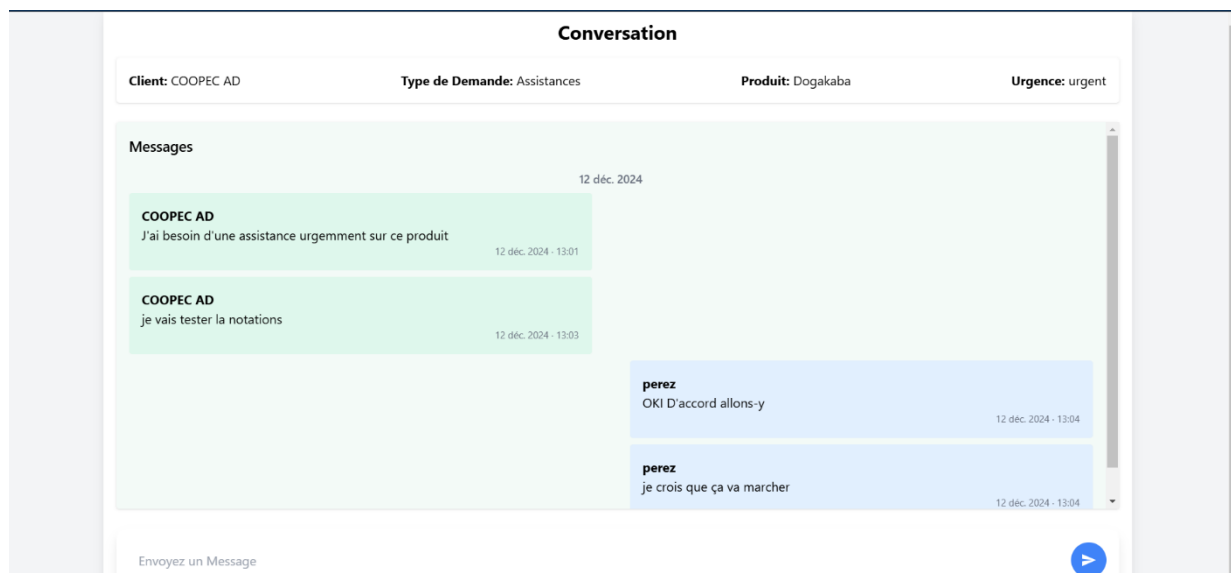 Conversation
Client: COOPEC AD Type de Demande: Assistances Produit: Dogakaba Urgence: urgent
Messages
12 déc. 2024
COOPEC AD
J'ai besoin d'une assistance urgemment sur ce produit
12 déc. 2024 - 13:01
COOPEC AD
je vais tester la notations
12 déc. 2024 - 13:03
perez
OKI D'accord allons-y
12 déc. 2024 - 13:04
perez
je crois que ça va marcher
12 déc. 2024 - 13:04
Envoyez un Message